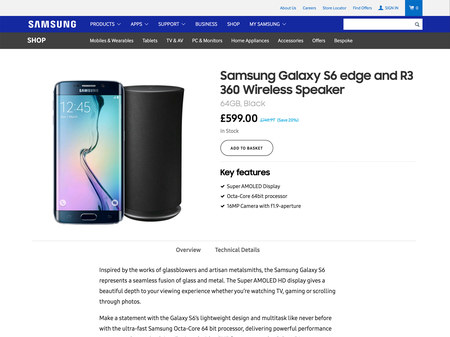 About Us Careers Store Locator Find Offers SIGN IN 0
SAMSUNG PRODUCTS APPS SUPPORT BUSINESS SHOP MY SAMSUNG
SHOP Mobiles & Wearables Tablets TV & AV PC & Monitors Home Appliances Accessories Offers Bespoke
Samsung Galaxy S6 edge and R3
360 Wireless Speaker
64GB, Black
£599.00 (Save 20%)
In Stock
ADD TO BASKET
Key features
Super AMOLED Display
Octa-Core 64bit processor
16MP Camera with f1.9-aperture
SAMSUNG
12:45
Overview Technical Details
Inspired by the works of glassblowers and artisan metalsmiths, the Samsung Galaxy S6
represents a seamless fusion of glass and metal. The Super AMOLED HD display gives a
beautiful depth to your viewing experience whether you're watching TV, gaming or scrolling
through photos.
Make a statement with the Galaxy S6's lightweight design and multitask like never before
with the ultra-fast Samsung Octa-Core 64 bit processor, delivering powerful performance